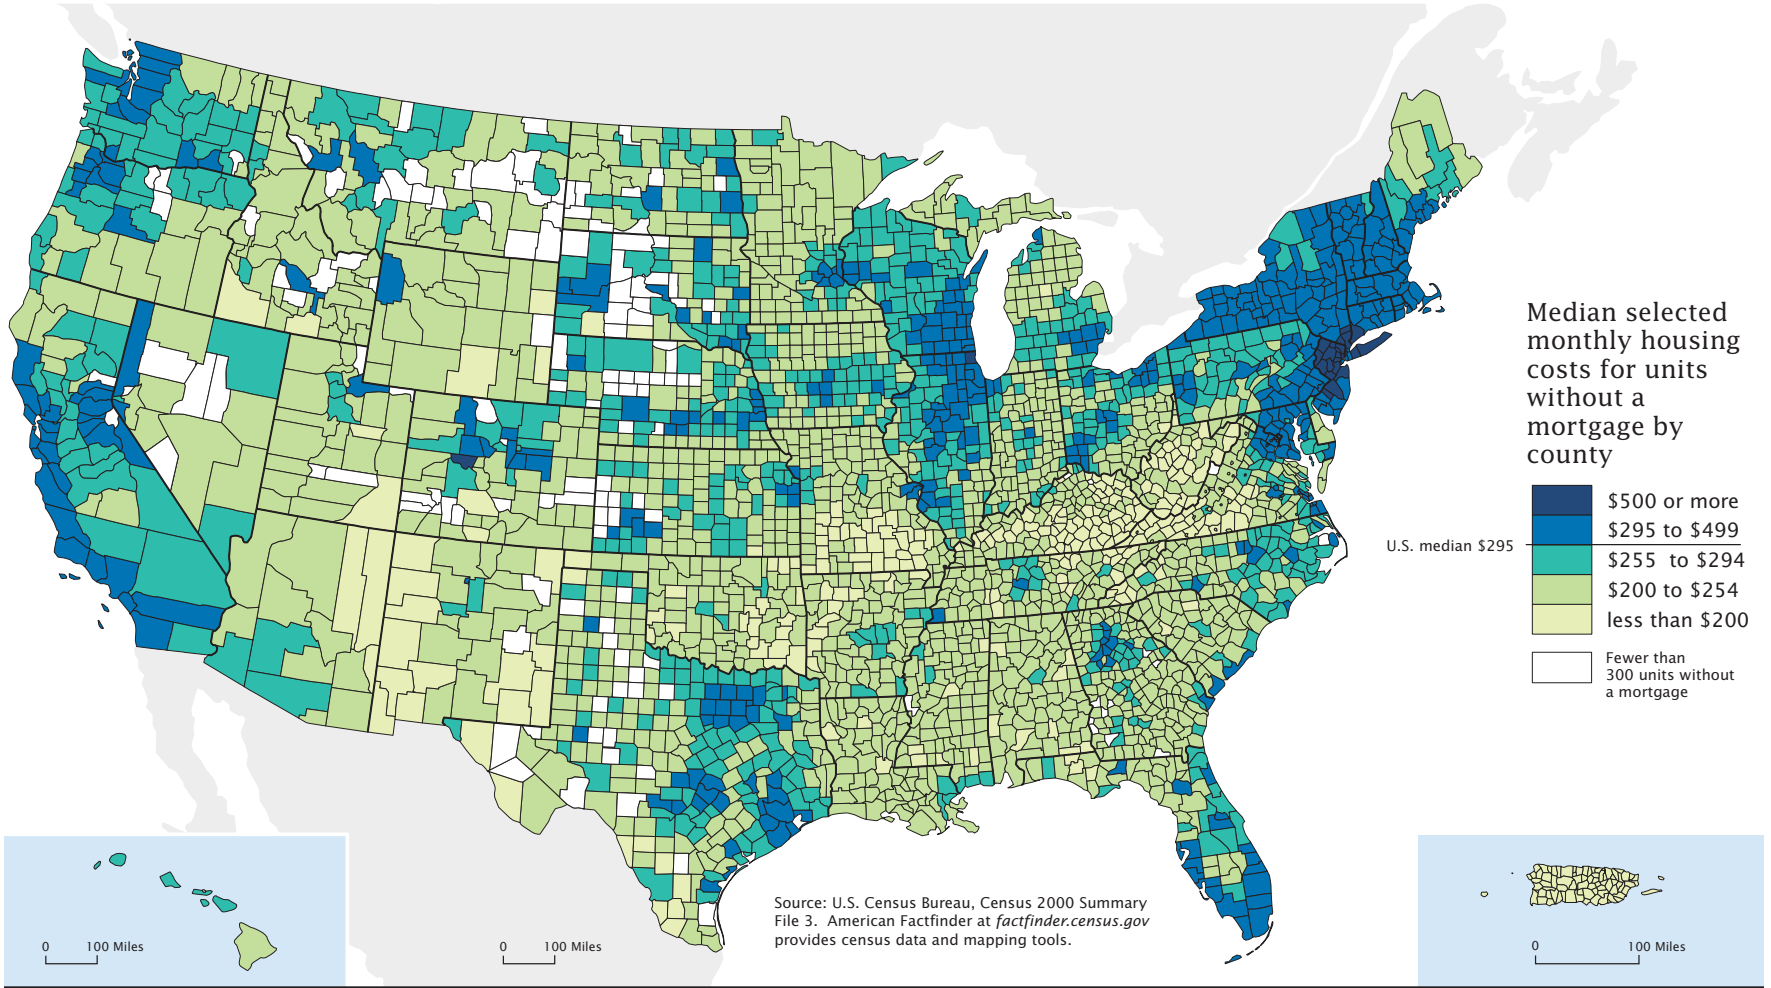 Median selected
monthly housing
costs for units
without a
mortgage by
county
$500 or more
$295 to $499
U.S. median $295
$255 to $294
$200 to $254
less than $200
Fewer than
300 units without
a mortgage
Source: U.S. Census Bureau, Census 2000 Summary
File 3. American Factfinder at factfinder.census.gov
provides census data and mapping tools.
0 100 Miles
0 100 Miles
0 100 Miles